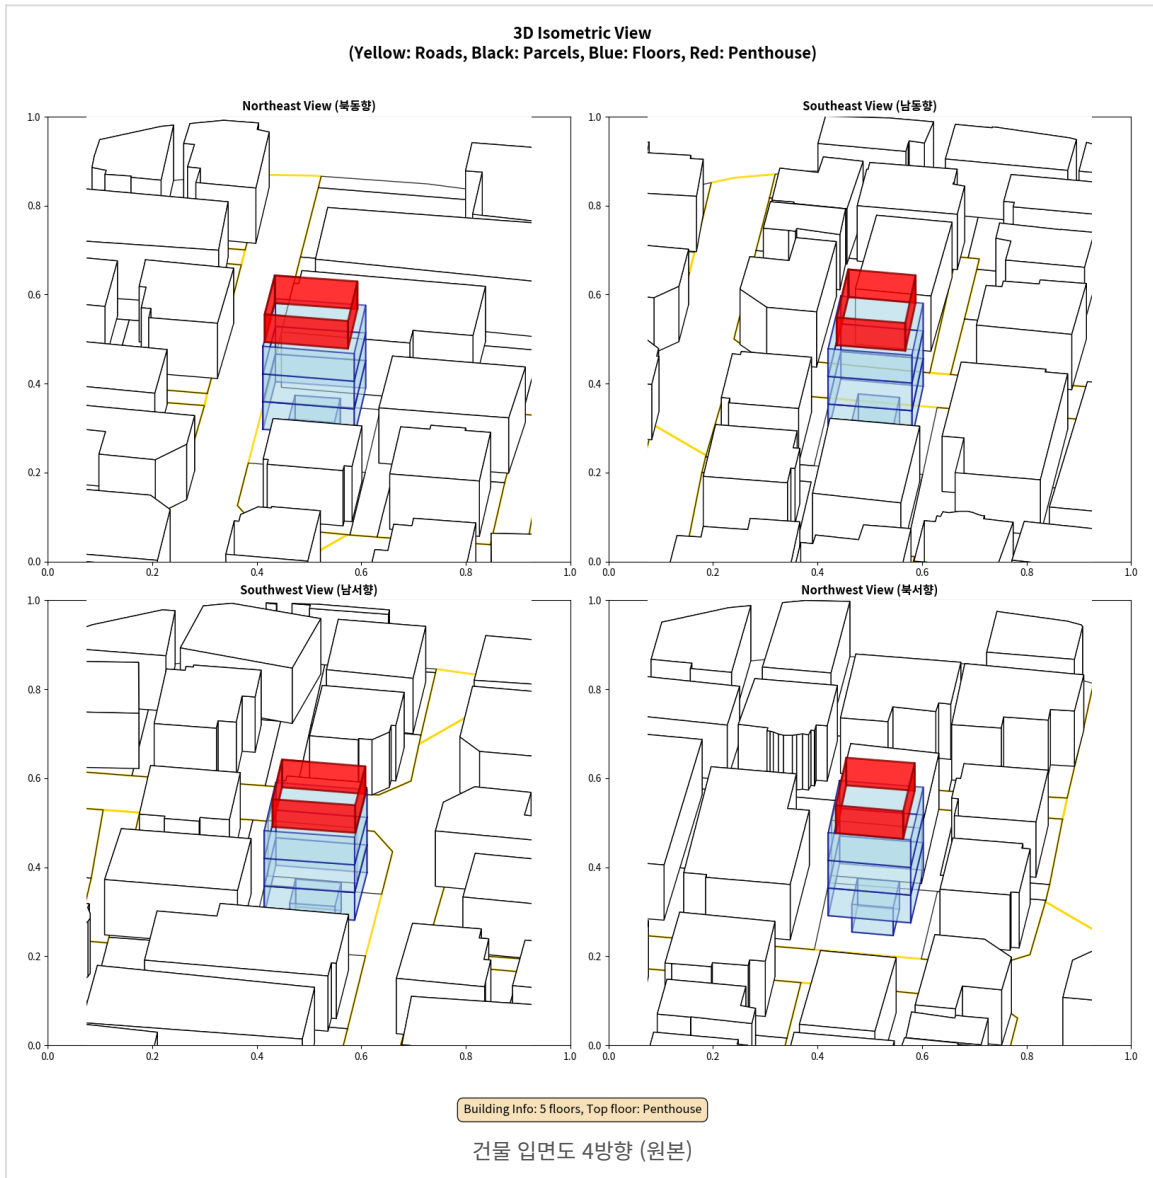 3D Isometric View
(Yellow: Roads, Black: Parcels, Blue: Floors, Red: Penthouse)
Northeast View (북동향)
1.0
0.8
0.6
0.4
0.2
0.0
0.0 0.2 0.4 0.6 0.8 1.0
Southeast View (남동향)
1.0
0.8
0.6
0.4
0.2
0.0
0.0 0.2 0.4 0.6 0.8 1.0
Southwest View (남서향)
1.0
0.8
0.6
0.4
0.2
0.0
0.0 0.2 0.4 0.6 0.8 1.0
Northwest View (북서향)
1.0
0.8
0.6
0.4
0.2
0.0
0.0 0.2 0.4 0.6 0.8 1.0
Building Info: 5 floors, Top floor: Penthouse
건물 입면도 4방향 (원본)